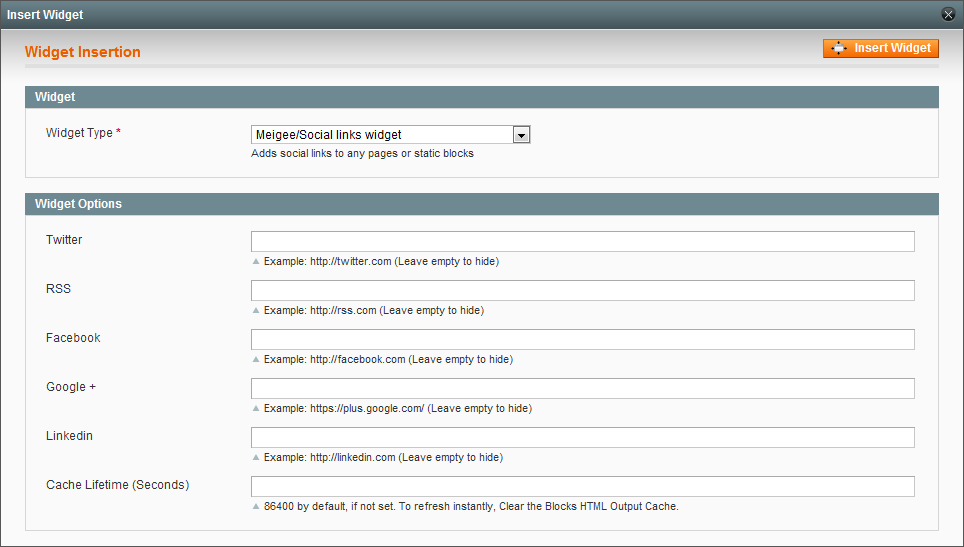 Insert Widget
Widget Insertion
Insert Widget
Widget
Widget Type *
Meigee/Social links widget
Adds social links to any pages or static blocks
Widget Options
Twitter
Example: http://twitter.com (Leave empty to hide)
RSS
Example: http://rss.com (Leave empty to hide)
Facebook
Example: http://facebook.com (Leave empty to hide)
Google +
Example: https://plus.google.com/ (Leave empty to hide)
Linkedin
Example: http://linkedin.com (Leave empty to hide)
Cache Lifetime (Seconds)
86400 by default, if not set. To refresh instantly, Clear the Blocks HTML Output Cache.